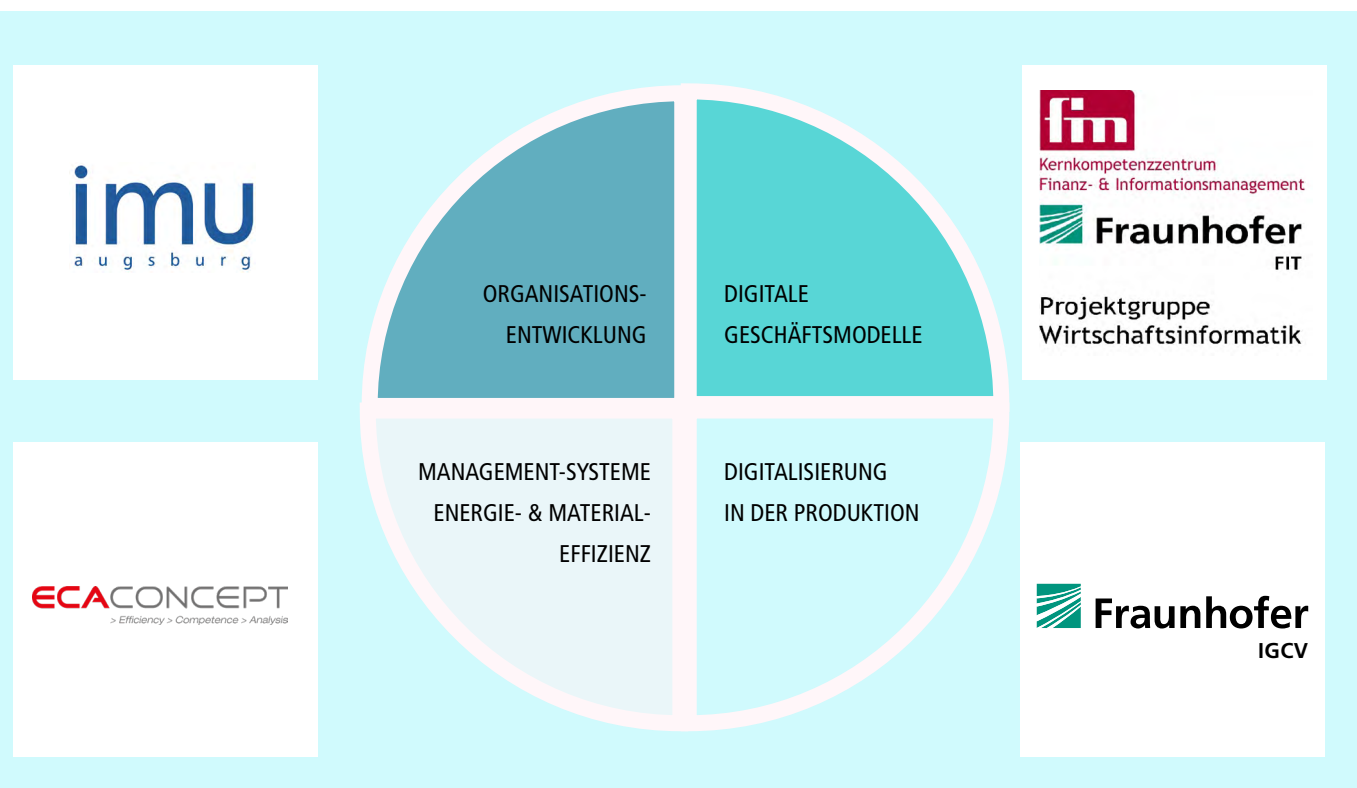 imu
augsburg
ORGANISATIONS-
ENTWICKLUNG
DIGITALE
GESCHÄFTSMODELLE
fim
Kernkompetenzzentrum
Finanz- & Informationsmanagement
Fraunhofer
FIT
Projektgruppe
Wirtschaftsinformatik
ECACONCEPT
> Efficiency > Competence > Analysis
MANAGEMENT-SYSTEME
ENERGIE- & MATERIAL-
EFFIZIENZ
DIGITALISIERUNG
IN DER PRODUKTION
Fraunhofer
IGCV